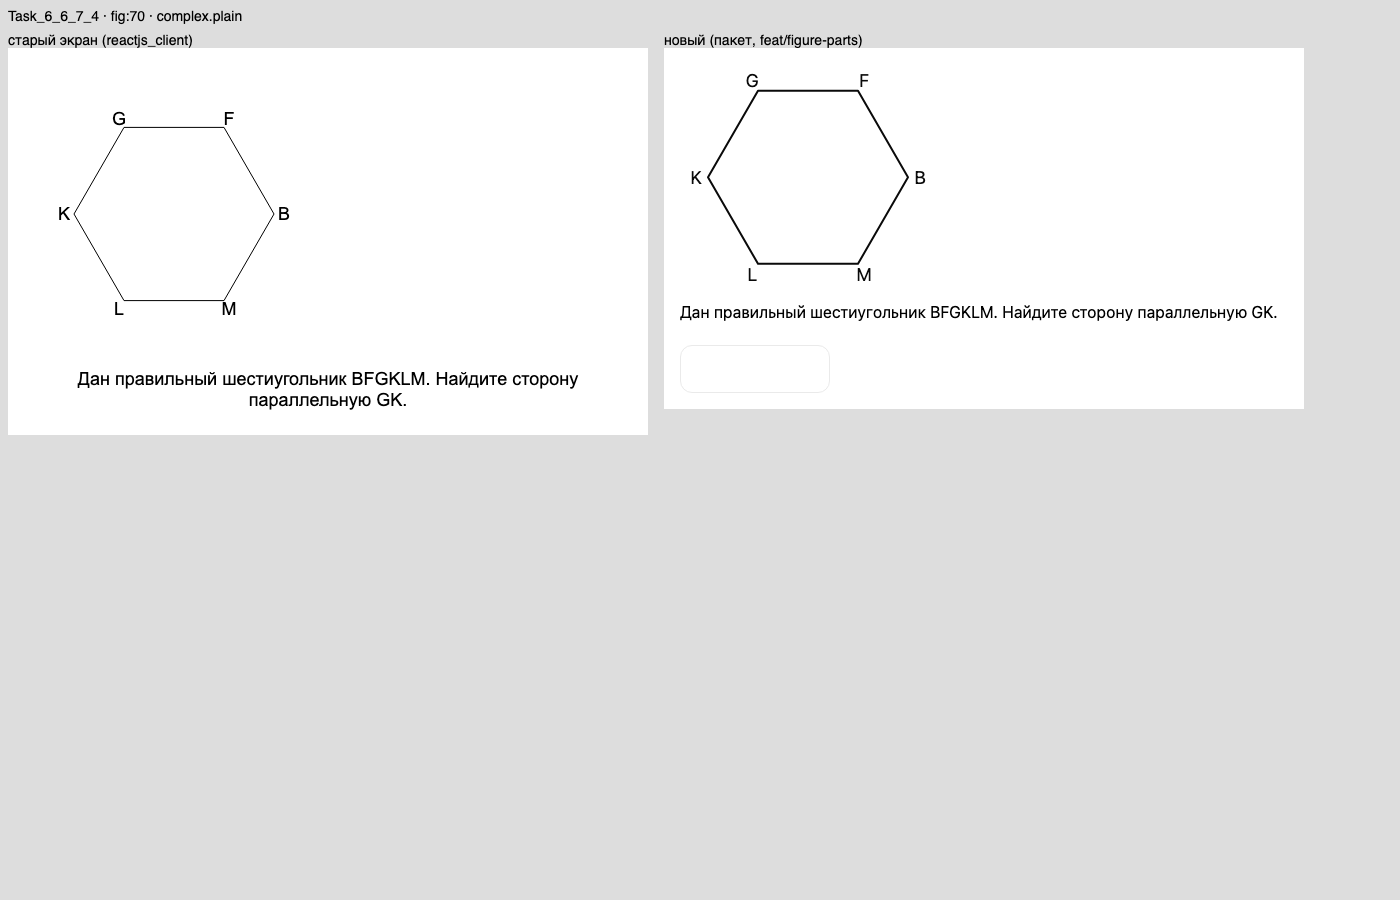 Task_6_6_7_4 · fig:70 · complex.plain
старый экран (reactjs_client)
G F
K B
L M
Дан правильный шестиугольник BFGKLM. Найдите сторону
параллельную GK.
новый (пакет, feat/figure-parts)
G F
K B
L M
Дан правильный шестиугольник BFGKLM. Найдите сторону параллельную GK.